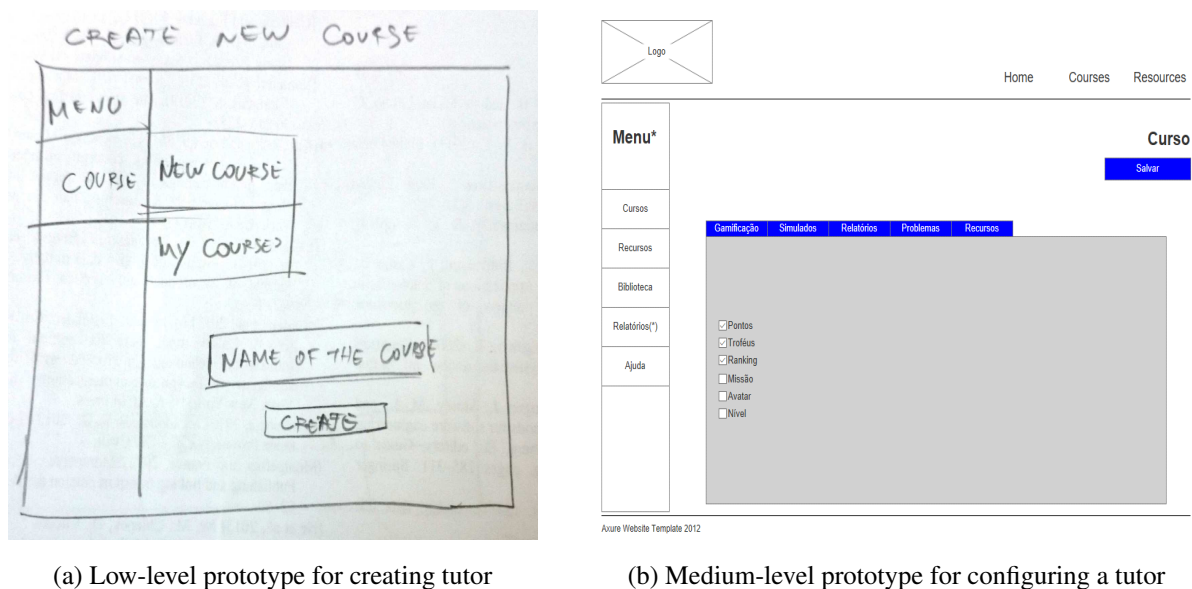 CREATE NEW COURSE
MENU
COURSE
NEW COURSE
MY COURSES
NAME OF THE COURSE
CREATE
(a) Low-level prototype for creating tutor
Logo
Home Courses Resources
Menu*
Curso
Salvar
Cursos
Recursos
Biblioteca
Relatórios(*)
Ajuda
Gamificação Simulados Relatórios Problemas Recursos
Pontos
Troféus
Ranking
Missão
Avatar
Nível
Axure Website Template 2012
(b) Medium-level prototype for configuring a tutor